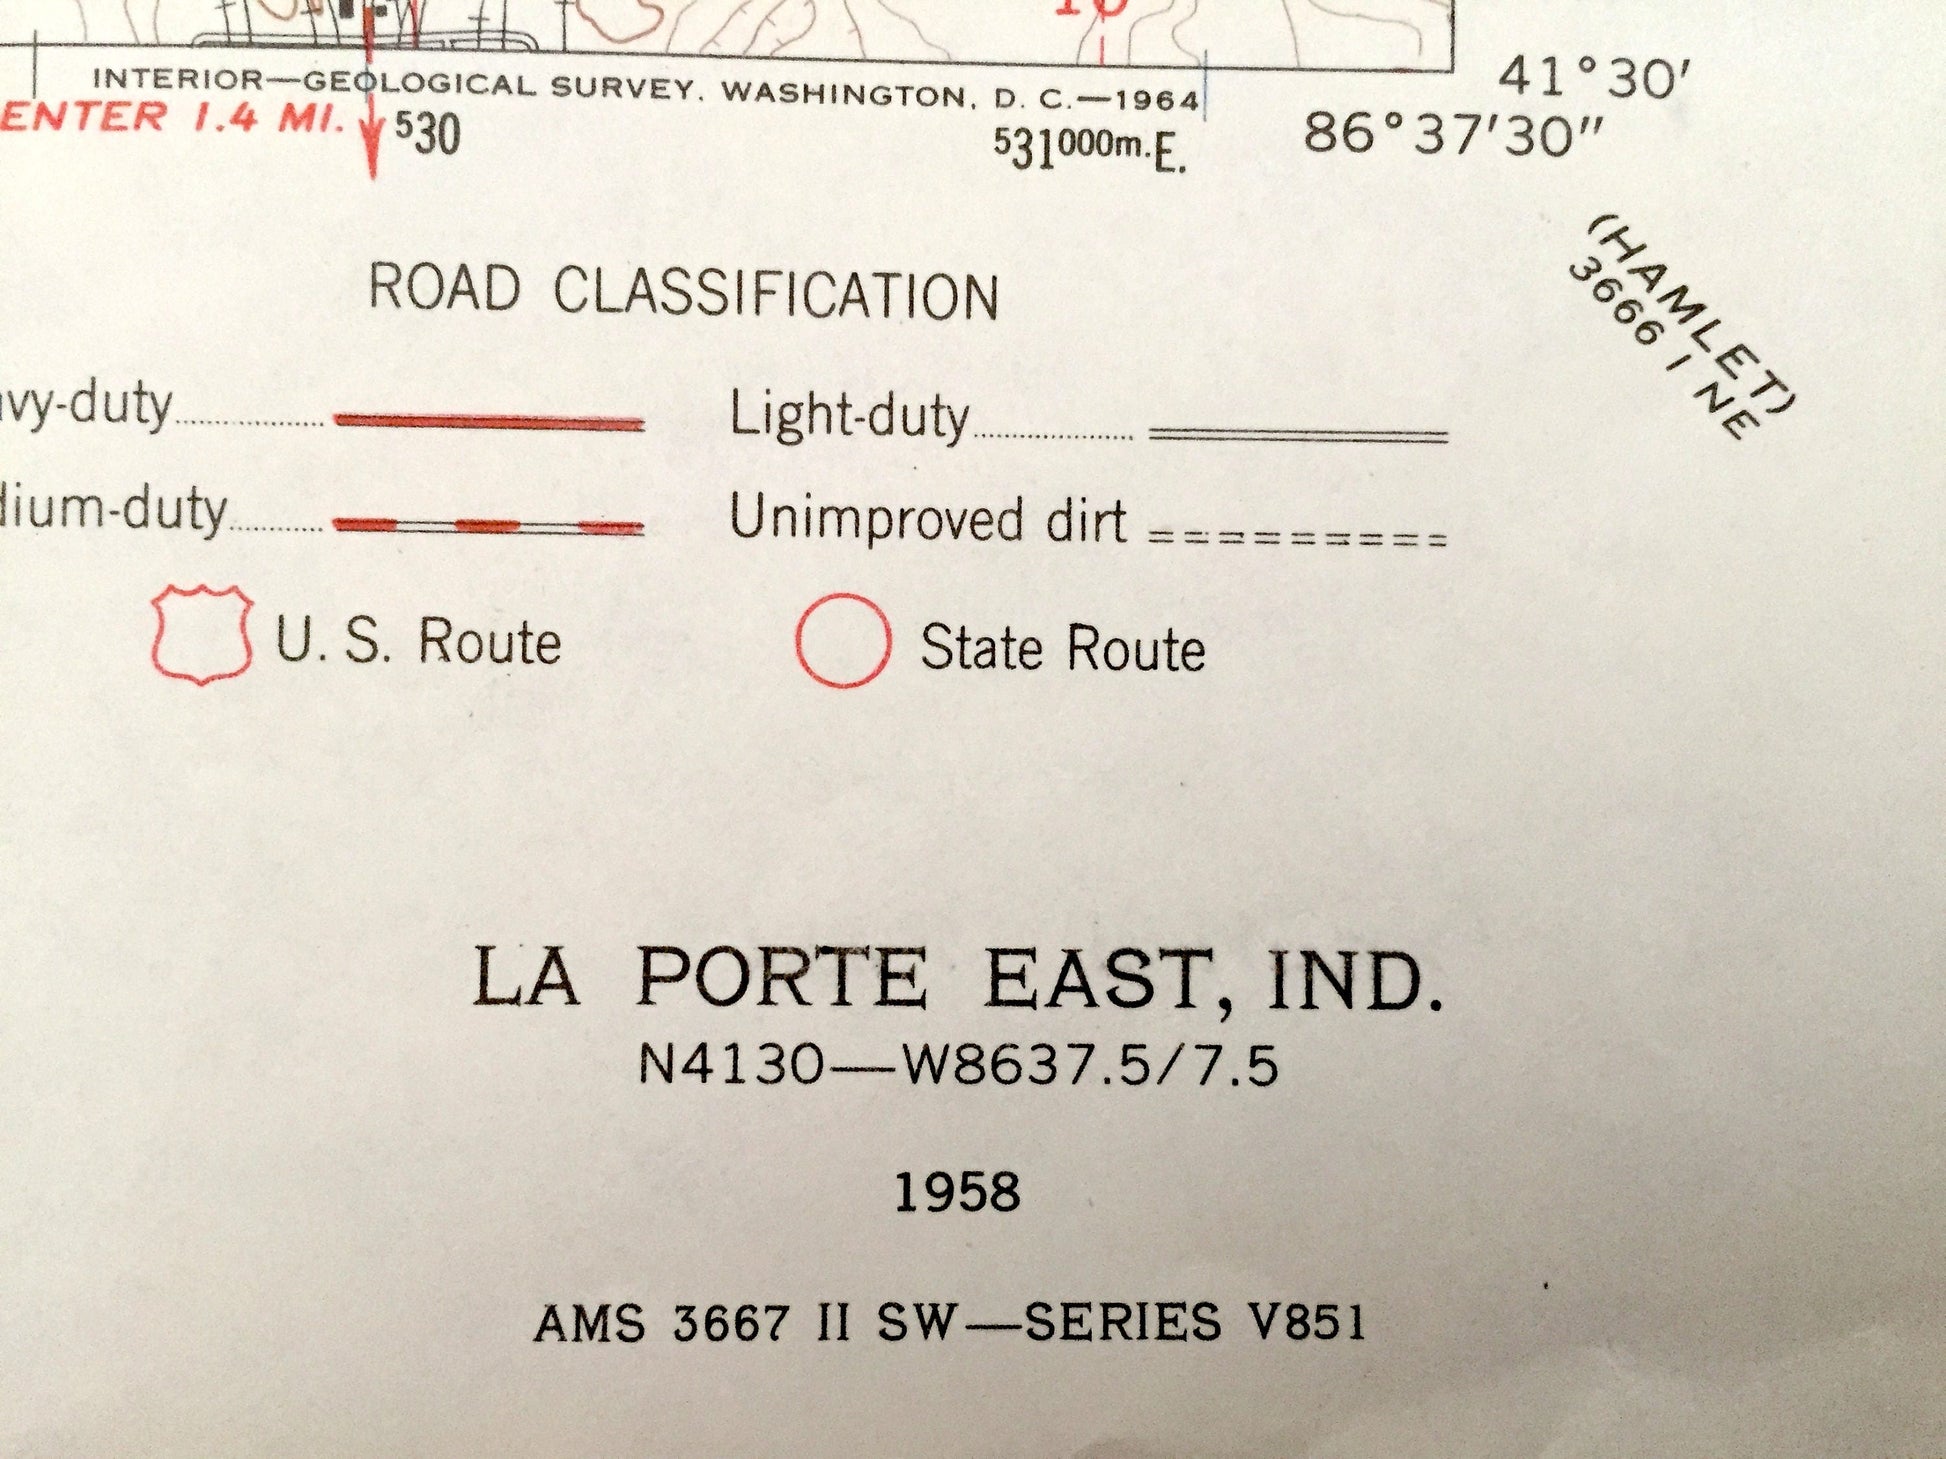 INTERIOR—GEOLOGICAL SURVEY, WASHINGTON, D. C.—1964
41°30′
ENTER 1.4 MI.
530
531000m.E.
86°37′30″
(HAMLET)
3666 I NE
ROAD CLASSIFICATION
vy-duty
Light-duty
dium-duty
Unimproved dirt
U. S. Route
State Route
LA PORTE EAST, IND.
N4130—W8637.5/7.5
1958
AMS 3667 II SW—SERIES V851